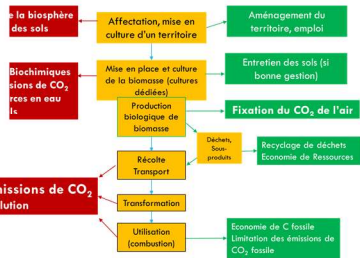 e la biosphère
des sols
Affectation, mise en
culture d'un territoire
Aménagement du
territoire, emploi
Biochimiques
sions de CO2
rces en eau
ls
Mise en place et culture
de la biomasse (cultures
dédiées)
Entretien des sols (si
bonne gestion)
Production
biologique de
biomasse
Fixation du CO2 de l'air
Déchets,
Sous-
produits
Recyclage de déchets
Economie de Ressources
Récolte
Transport
missions de CO2
lution
Transformation
Utilisation
(combustion)
Economie de C fossile
Limitation des émissions de
CO2 fossile